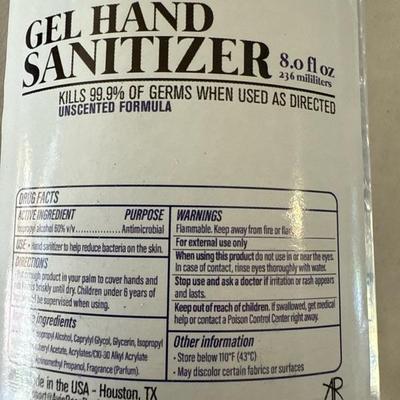 GEL HAND
SANITIZER
8.0 fl oz
236 mililiters
KILLS 99.9% OF GERMS WHEN USED AS DIRECTED
UNSCENTED FORMULA
DRUG FACTS
ACTIVE INGREDIENT PURPOSE
Isopropyl alcohol 60% v/v Antimicrobial
USE • Hand sanitizer to help reduce bacteria on the skin.
DIRECTIONS
product in your palm to cover hands and
briskly until dry. Children under 6 years of
be supervised when using.
ingredients
Alcohol, Caprylyl Glycol, Glycerin, Isopropyl
Acetate, Acrylates/C10-30 Alkyl Acrylate
Propanol, Fragrance (Parfum).
in the USA - Houston, TX
WARNINGS
Flammable. Keep away from fire or
For external use only
When using this product do not use in or near the eyes.
In case of contact, rinse eyes thoroughly with water.
Stop use and ask a doctor if irritation or rash appears
and lasts.
Keep out of reach of children. If swallowed, get medical
help or contact a Poison Control Center right away.
Other information
• Store below 110°F (43°C)
• May discolor certain fabrics or surfaces
AR